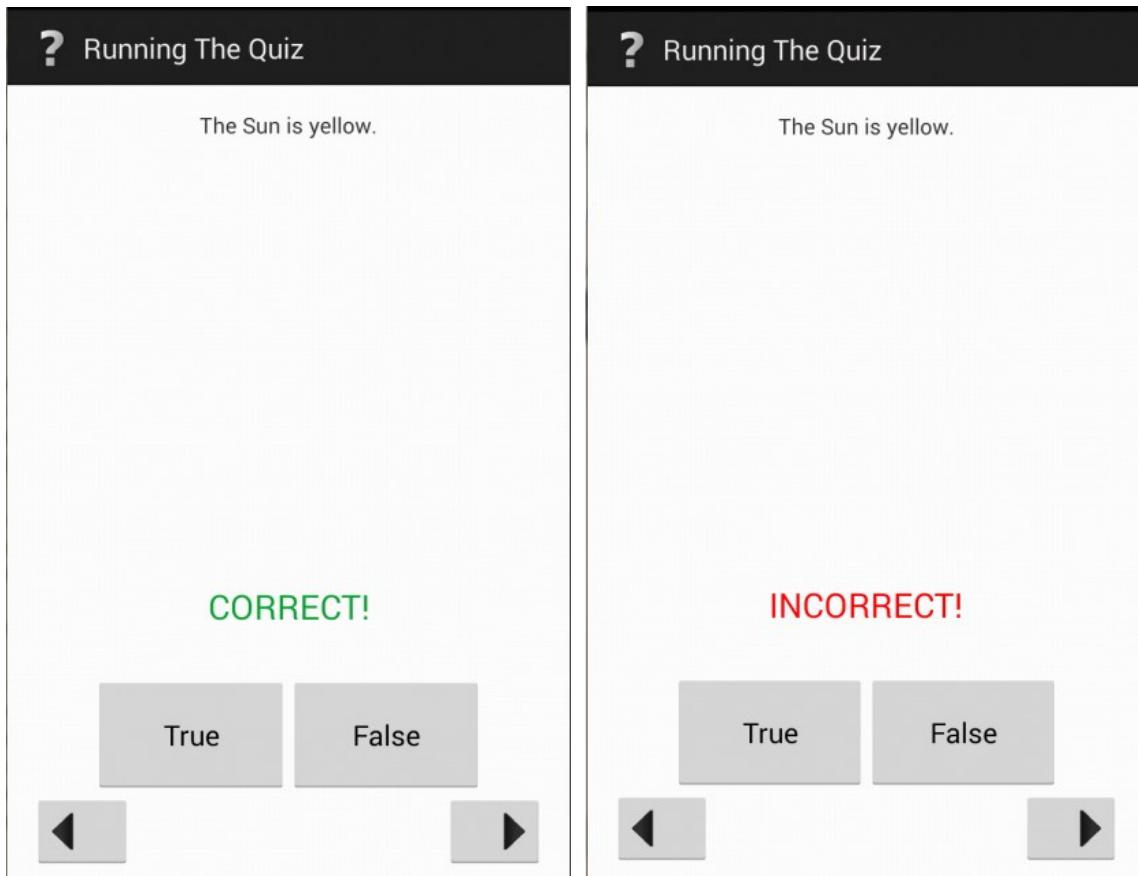 ? Running The Quiz
The Sun is yellow.
CORRECT!
True False
? Running The Quiz
The Sun is yellow.
INCORRECT!
True False